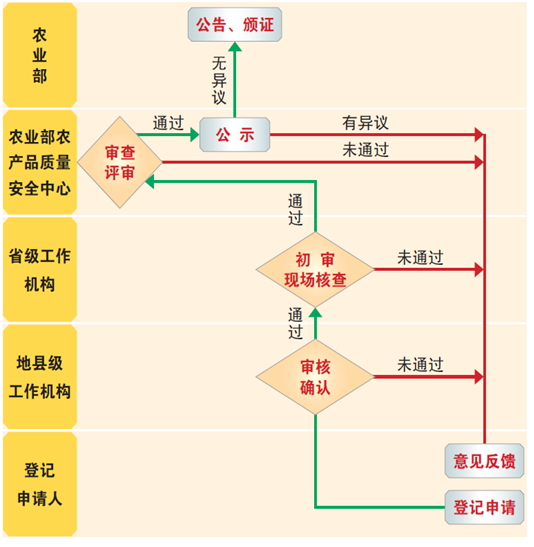 农
业
部
公告、颁证
无
异
议
农业部农
产品质量
安全中心
审查
评审
通过
公 示
有异议
未通过
通
过
省级工作
机构
初 审
现场核查
未通过
通
过
地县级
工作机构
审核
确认
未通过
登记
申请人
意见反馈
登记申请